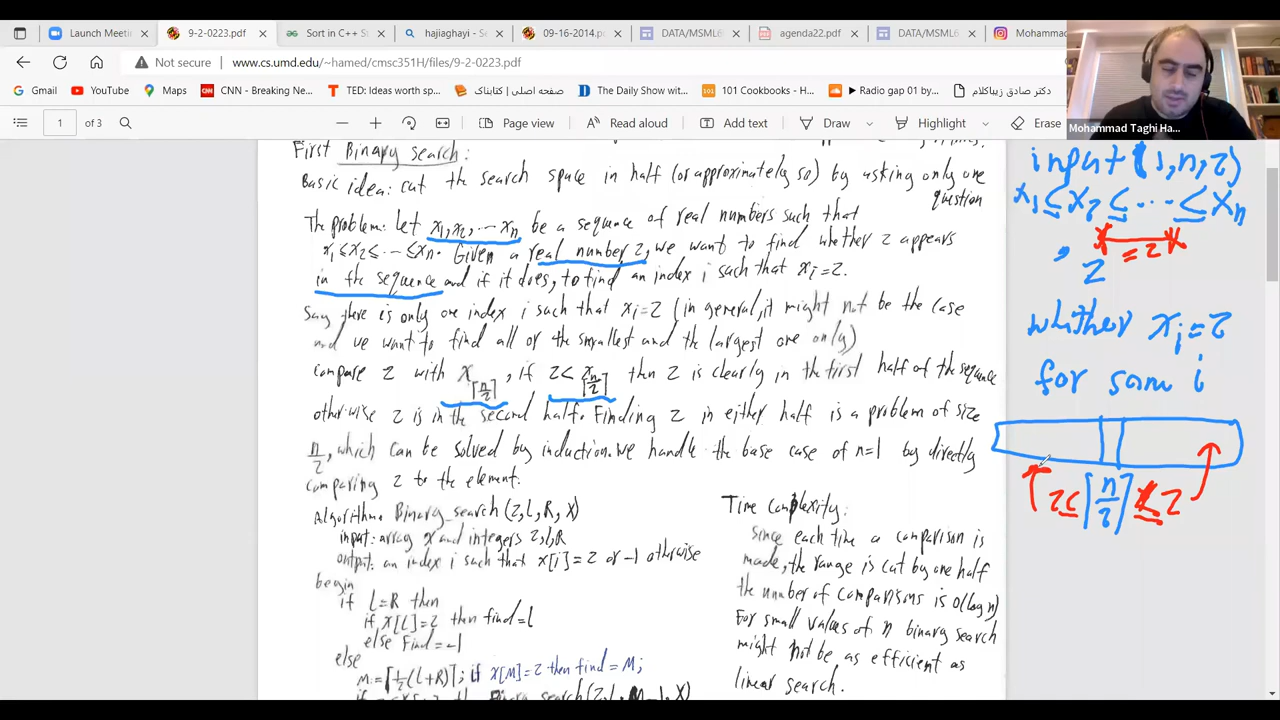 Launch Meeti
9-2-0223.pdf
Sort in C++ S
hajiaghayi - S
09-16-2014.p
DATA/MSML6
agenda22.pdf
DATA/MSML6
Mohamm
Not secure
www.cs.umd.edu/~hamed/cmsc351H/files/9-2-0223.pdf
Gmail
YouTube
Maps
CNN - Breaking Ne...
TED: Ideas worth sp...
صفحه اصلی | کتابناک
The Daily Show wit...
101 Cookbooks - H...
Radio gap 01 by...
دکتر صادق زیباکلام
1 of 3
Page view
Read aloud
Add text
Draw
Highlight
Erase
Mohammad Taghi Ha...
First Binary search:
Basic idea: cut the search space in half (or approximately so) by asking only one
question
The problem: Let x1,x2,...xn be a sequence of real numbers such that
x1≤x2≤...≤xn. Given a real number z, we want to find whether z appears
in the sequence and if it does, to find an index i such that xi=z.
Say there is only one index i such that xi=z (in general, it might not be the case
and we want to find all or the smallest and the largest one only)
compare z with x⌈n/2⌉, if z< x⌈n/2⌉ then z is clearly in the first half of the sequence
otherwise z is in the second half. Finding z in either half is a problem of size
n/2, which can be solved by induction. We handle the base case of n=1 by directly
comparing z to the element.
Algorithm Binary_search (z,L,R,X)
input: array X and integers z,L,R
output: an index i such that X[i]=z or -1 otherwise
begin
if L=R then
if X[L]=z then find=L
else Find=-1
else
M:=⌈1/2(L+R)⌉; if X[M]=z then find=M;
Time Complexity:
Since each time a comparison is
made, the range is cut by one half
the number of comparisons is O(log n)
For small values of n binary search
might not be as efficient as
linear search.
input (1,n,z)
x1≤x2≤...≤xn
=z
, z
whether xi=z
for som i
z≤⌈n/2⌉≤z